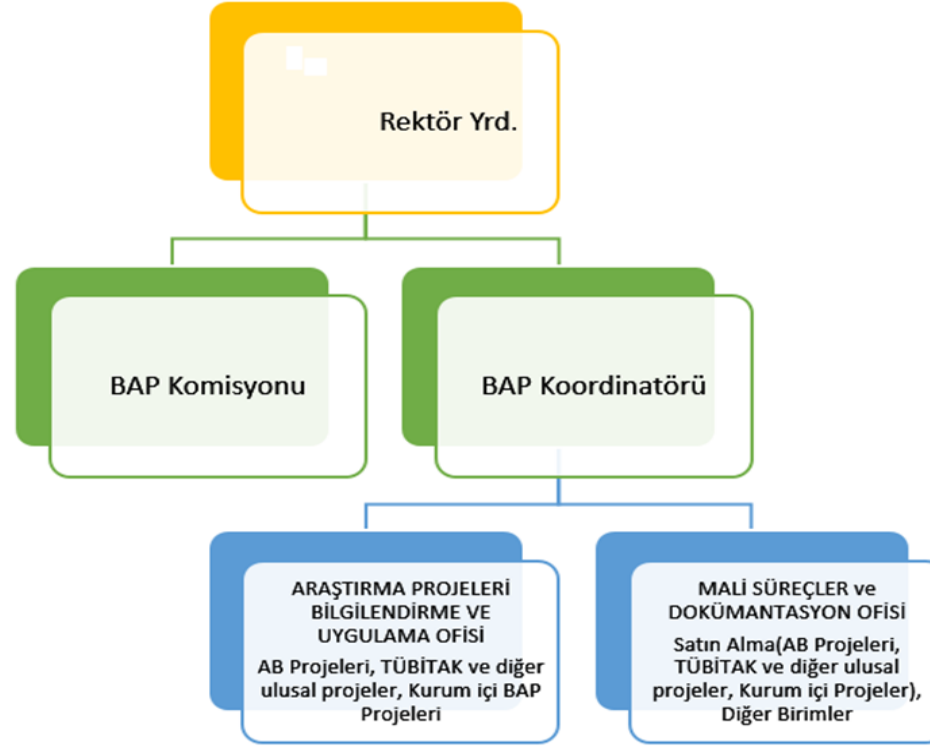 Rektör Yrd.
BAP Komisyonu
BAP Koordinatörü
ARAŞTIRMA PROJELERİ
BİLGİLENDİRME VE
UYGULAMA OFİSİ
AB Projeleri, TÜBİTAK ve diğer
ulusal projeler, Kurum içi BAP
Projeleri
MALİ SÜREÇLER ve
DOKÜMANTASYON OFİSİ
Satın Alma(AB Projeleri,
TÜBİTAK ve diğer ulusal
projeler, Kurum içi Projeler),
Diğer Birimler